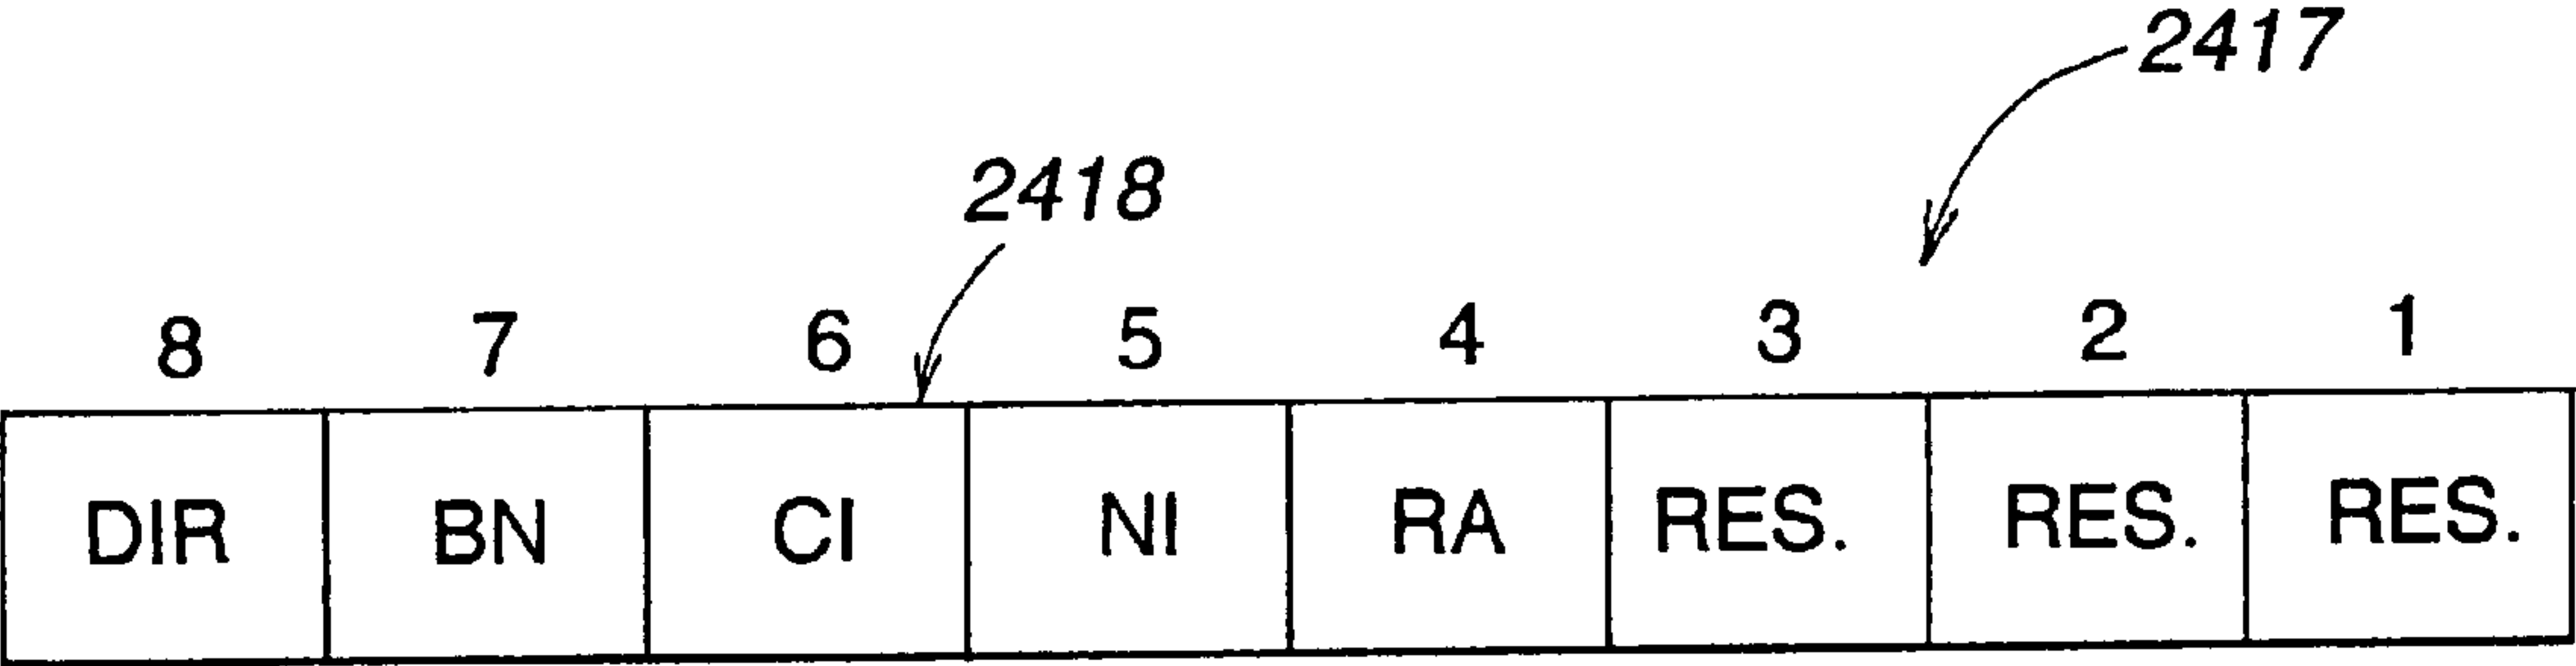 2417
2418
8 7 6 5 4 3 2 1
DIR BN CI NI RA RES. RES. RES.